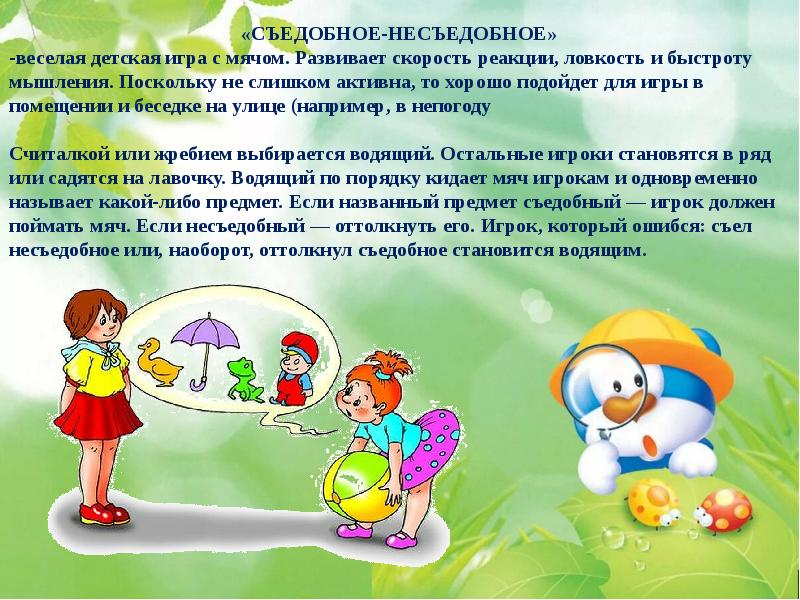 «СЪЕДОБНОЕ-НЕСЪЕДОБНОЕ»
-веселая детская игра с мячом. Развивает скорость реакции, ловкость и быстроту
мышления. Поскольку не слишком активна, то хорошо подойдет для игры в
помещении и беседке на улице (например, в непогоду
Считалкой или жребием выбирается водящий. Остальные игроки становятся в ряд
или садятся на лавочку. Водящий по порядку кидает мяч игрокам и одновременно
называет какой-либо предмет. Если названный предмет съедобный — игрок должен
поймать мяч. Если несъедобный — оттолкнуть его. Игрок, который ошибся: съел
несъедобное или, наоборот, оттолкнул съедобное становится водящим.